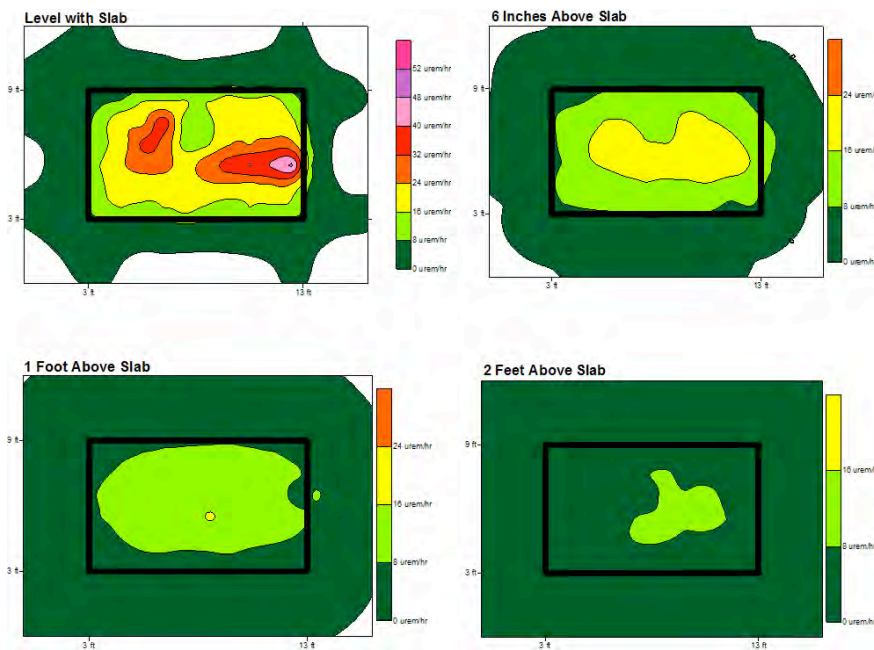 Level with Slab
9 ft
3 ft
3 ft
13 ft
52 urem/hr
48 urem/hr
40 urem/hr
32 urem/hr
24 urem/hr
16 urem/hr
8 urem/hr
0 urem/hr
6 Inches Above Slab
9 ft
3 ft
3 ft
13 ft
24 urem/hr
16 urem/hr
8 urem/hr
0 urem/hr
1 Foot Above Slab
9 ft
3 ft
3 ft
13 ft
24 urem/hr
16 urem/hr
8 urem/hr
0 urem/hr
2 Feet Above Slab
9 ft
3 ft
3 ft
13 ft
16 urem/hr
8 urem/hr
0 urem/hr